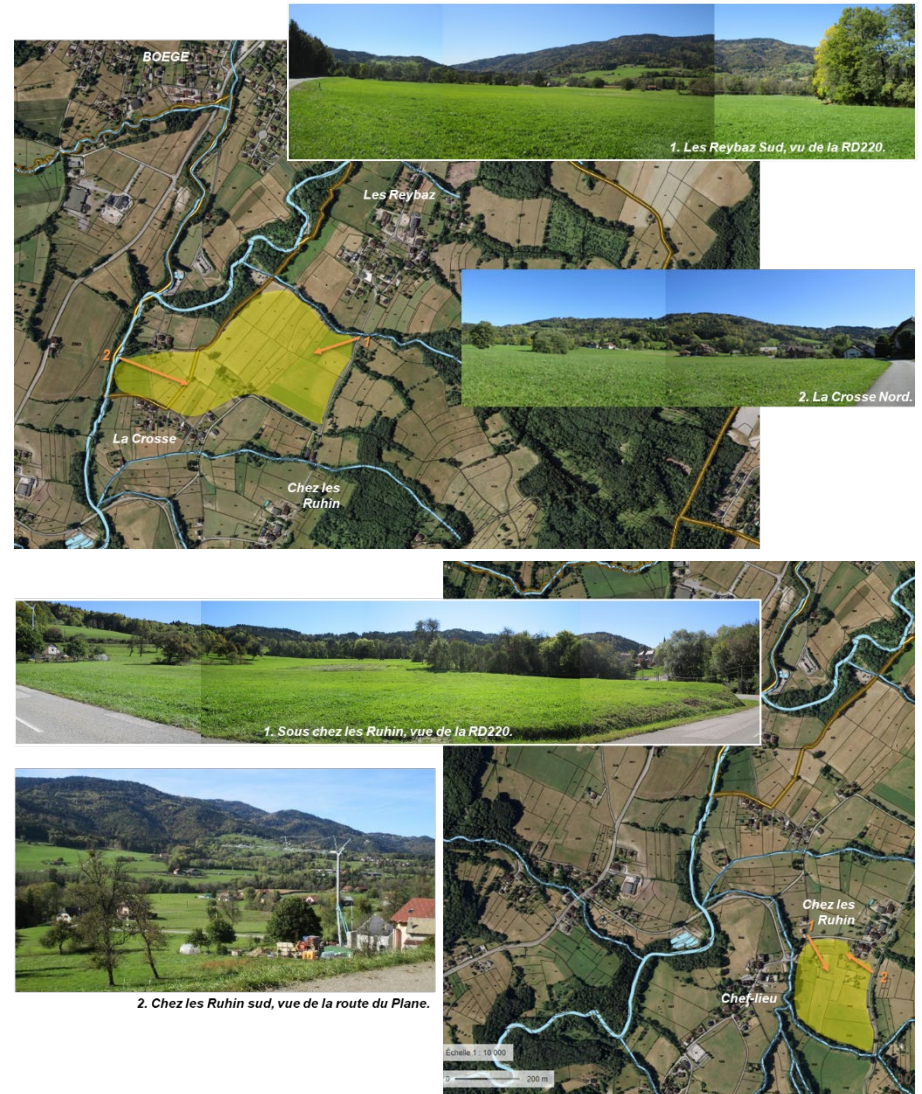 BOEGE
1. Les Reybaz Sud, vu de la RD220.
Les Reybaz
2
1
2. La Crosse Nord.
La Crosse
Chez les
Ruhin
1. Sous chez les Ruhin, vue de la RD220.
2. Chez les Ruhin sud, vue de la route du Plane.
Chez les
Ruhin
1
2
Chef-lieu
Échelle 1 : 10 000
0 200 m